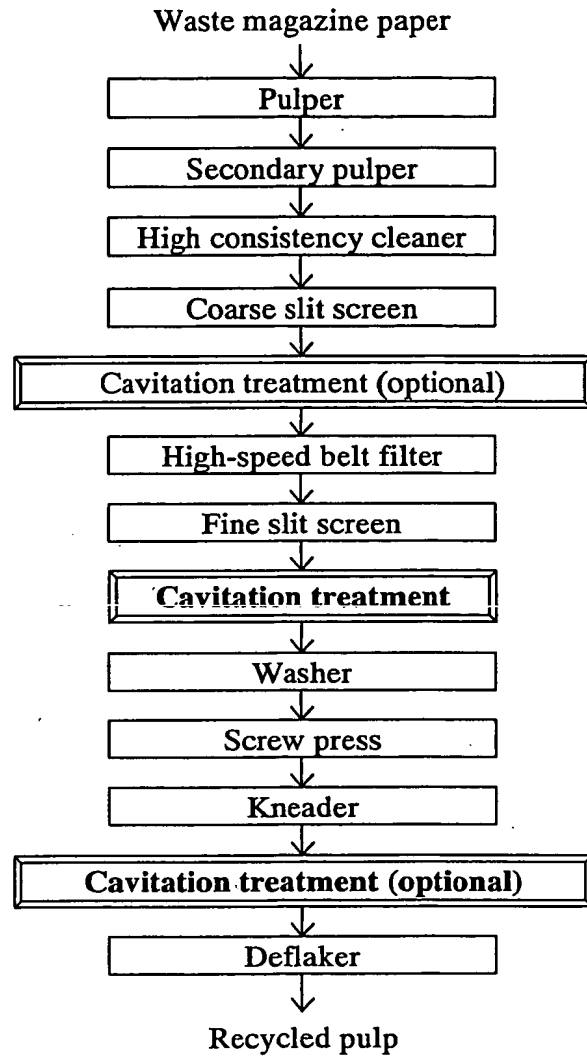 Waste magazine paper
Pulper
Secondary pulper
High consistency cleaner
Coarse slit screen
Cavitation treatment (optional)
High-speed belt filter
Fine slit screen
Cavitation treatment
Washer
Screw press
Kneader
Cavitation treatment (optional)
Deflaker
Recycled pulp